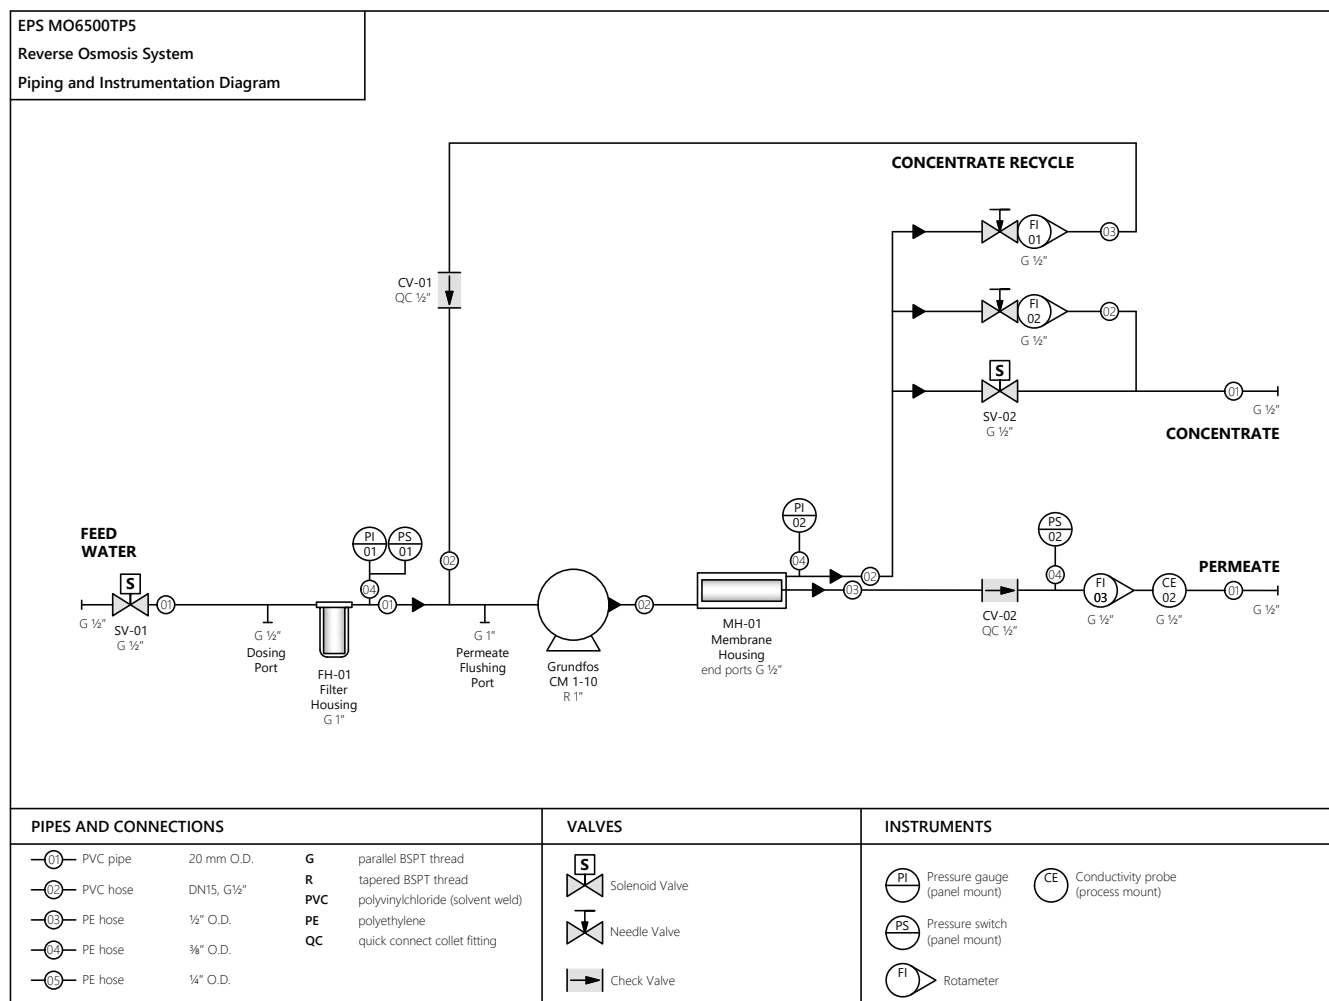 EPS MO6500TP5
Reverse Osmosis System
Piping and Instrumentation Diagram
CONCENTRATE RECYCLE
FI
01
03
G ½"
CV-01
QC ½"
FI
02
02
G ½"
S
SV-02
G ½"
01
G ½"
CONCENTRATE
FEED
WATER
S
G ½"
SV-01
G ½"
01
G ½"
Dosing
Port
FH-01
Filter
Housing
G 1"
PI
01
PS
01
04
01
02
G 1"
Permeate
Flushing
Port
Grundfos
CM 1-10
R 1"
02
MH-01
Membrane
Housing
end ports G ½"
PI
02
04
02
03
CV-02
QC ½"
PS
02
04
FI
03
G ½"
CE
02
G ½"
PERMEATE
01
G ½"
PIPES AND CONNECTIONS
01 PVC pipe 20 mm O.D.
02 PVC hose DN15, G½"
03 PE hose ½" O.D.
04 PE hose ⅜" O.D.
05 PE hose ¼" O.D.
G parallel BSPT thread
R tapered BSPT thread
PVC polyvinylchloride (solvent weld)
PE polyethylene
QC quick connect collet fitting
VALVES
S
Solenoid Valve
Needle Valve
Check Valve
INSTRUMENTS
PI Pressure gauge
(panel mount)
PS Pressure switch
(panel mount)
FI Rotameter
CE Conductivity probe
(process mount)